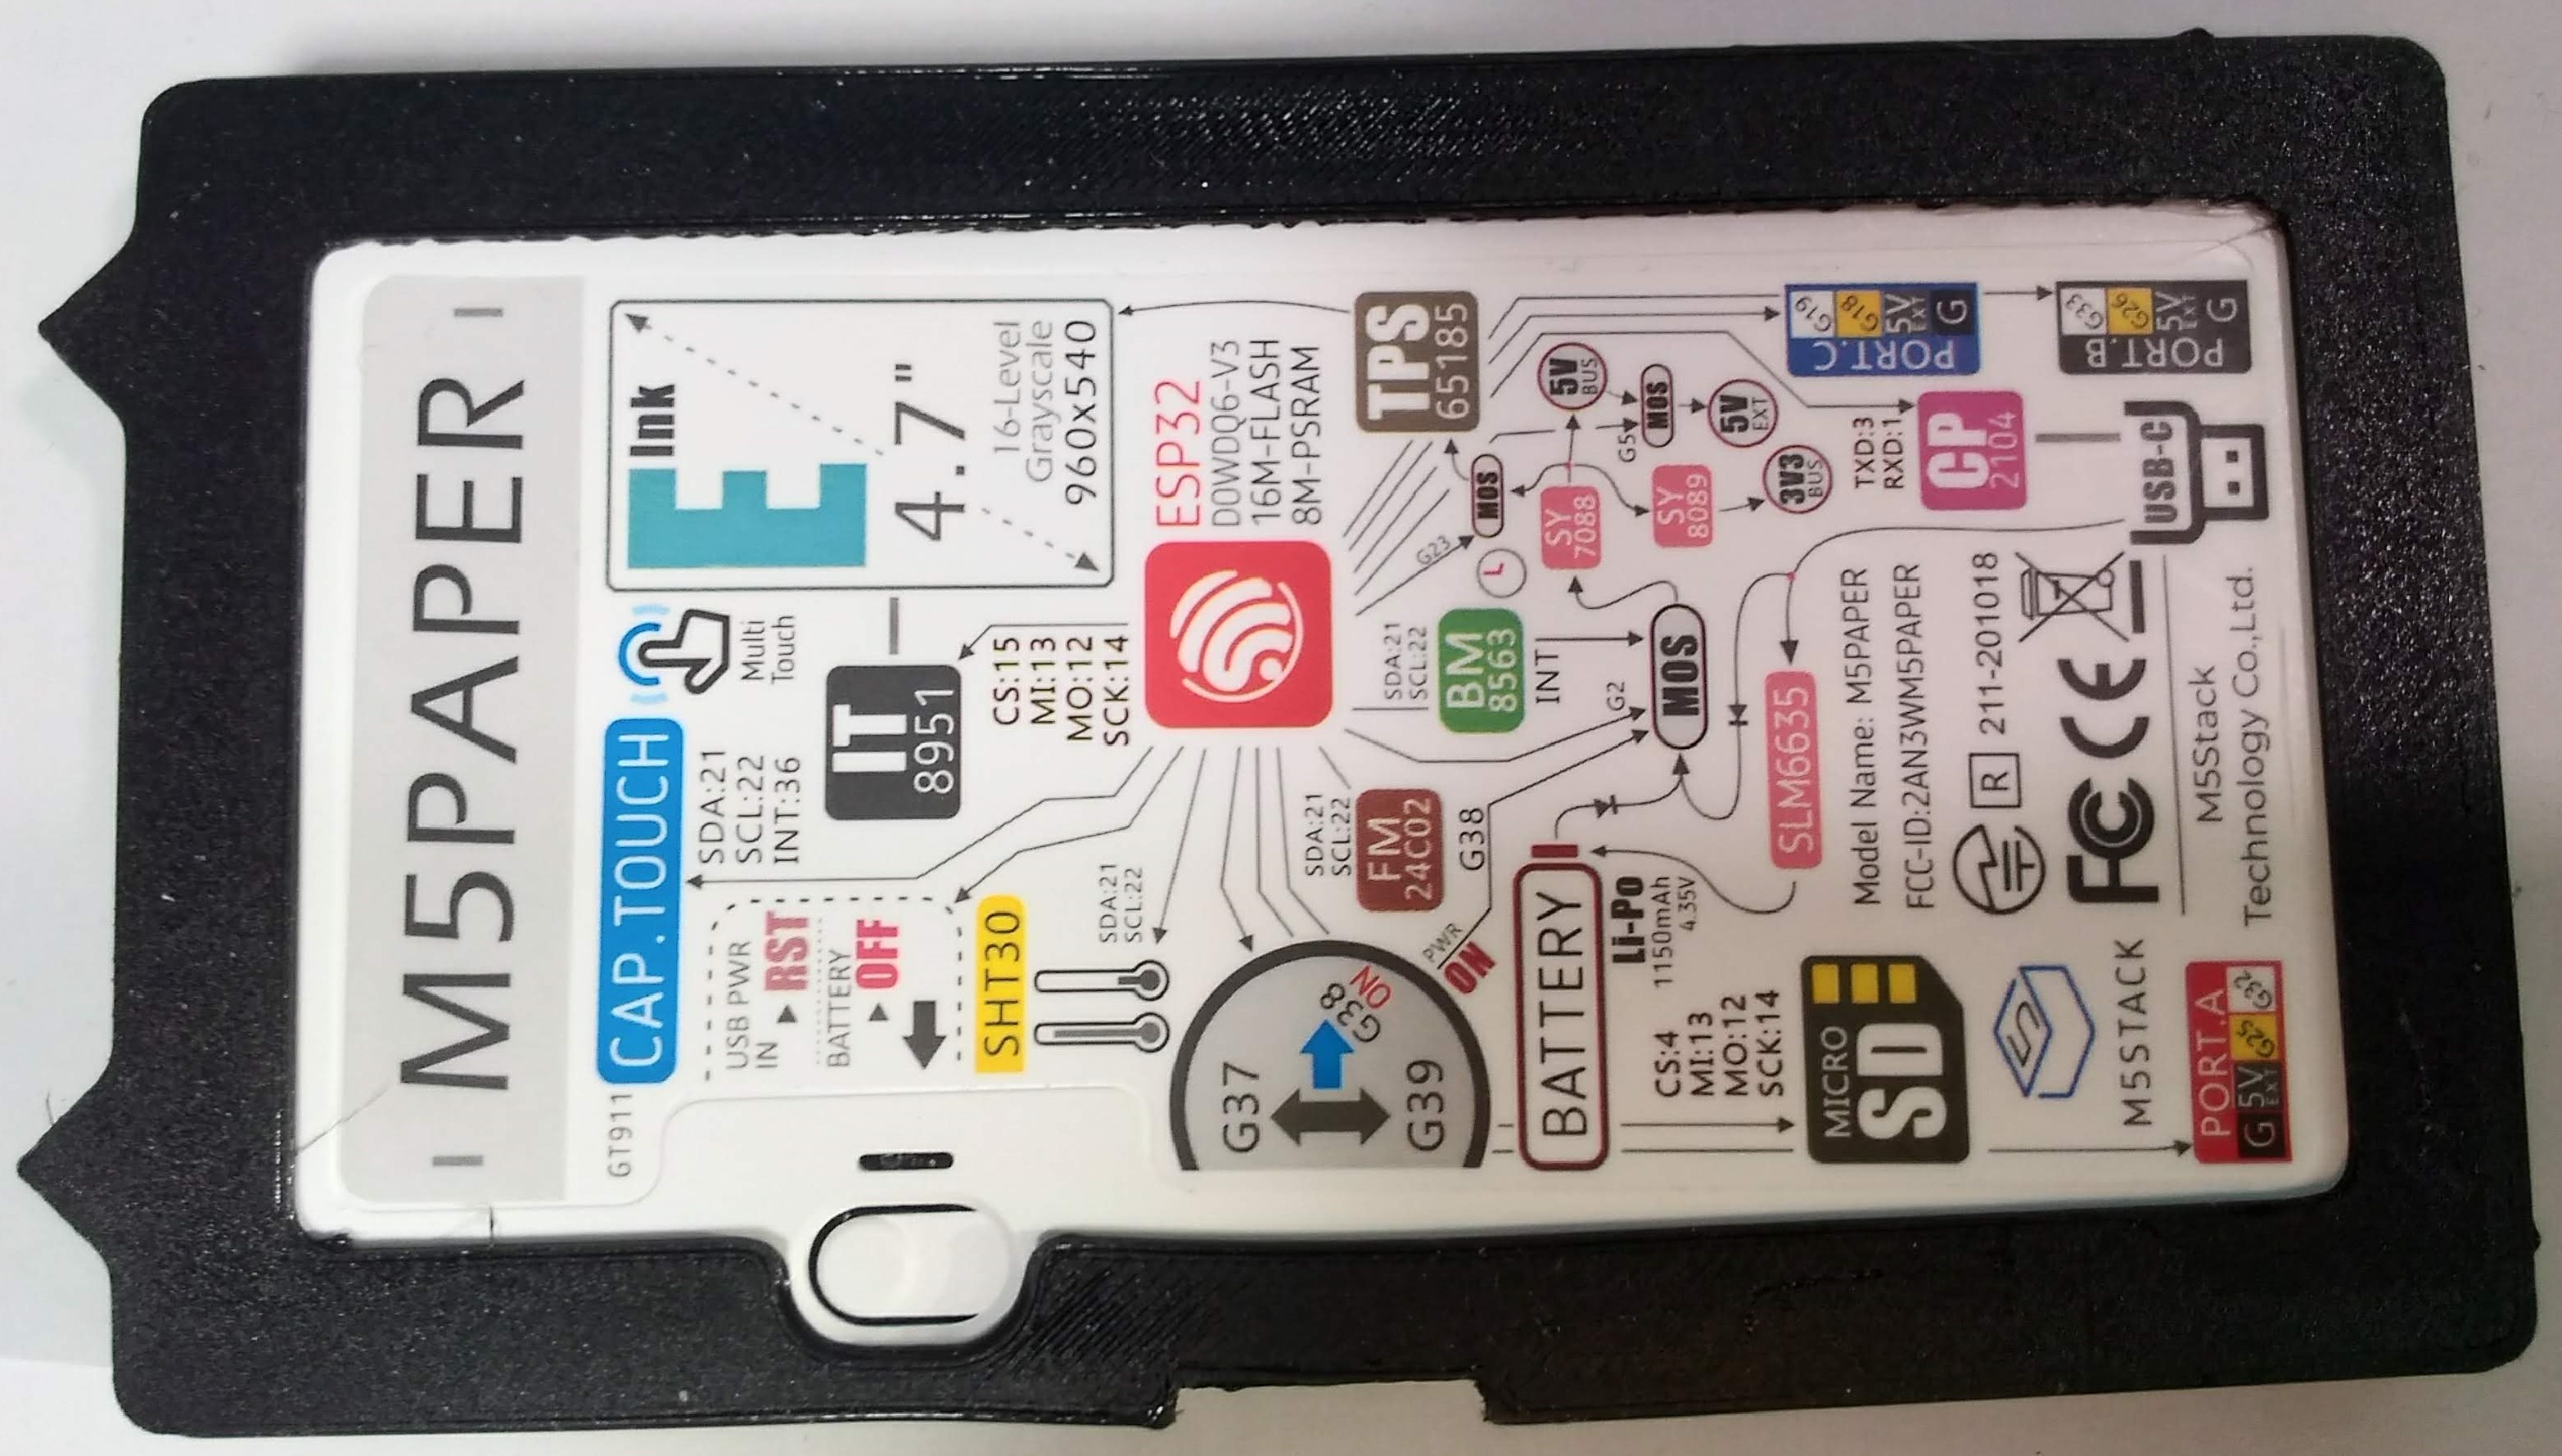 M5PAPER
GT911
CAP.TOUCH
Multi
Touch
SDA:21
SCL:22
INT:36
E Ink
4.7"
16-Level
Grayscale
960x540
USB PWR
IN ▶ RST
BATTERY
▶ OFF
IT
8951
CS:15
MI:13
MO:12
SCK:14
SHT30
SDA:21
SCL:22
ESP32
D0WDQ6-V3
16M-FLASH
8M-PSRAM
G37
G38
ON
G39
PWR
ON
SDA:21
SCL:22
FM
24C02
G38
SDA:21
SCL:22
BM
8563
INT
G2
MOS
TPS
65185
G23
MOS
SY
7088
5V
BUS
G5
MOS
5V
EXT
SY
8089
3V3
BUS
BATTERY
Li-Po
1150mAh
4.35V
SLM6635
CS:4
MI:13
MO:12
SCK:14
MICRO
SD
TXD:3
RXD:1
CP
2104
PORT.C
G19
G18
5V
EXT
G
PORT.B
G33
G26
5V
EXT
G
USB-C
Model Name: M5PAPER
FCC-ID:2AN3WM5PAPER
R 211-201018
FC CE
M5Stack
Technology Co.,Ltd.
5
M5STACK
PORT.A
G 5V EXT G25 G32